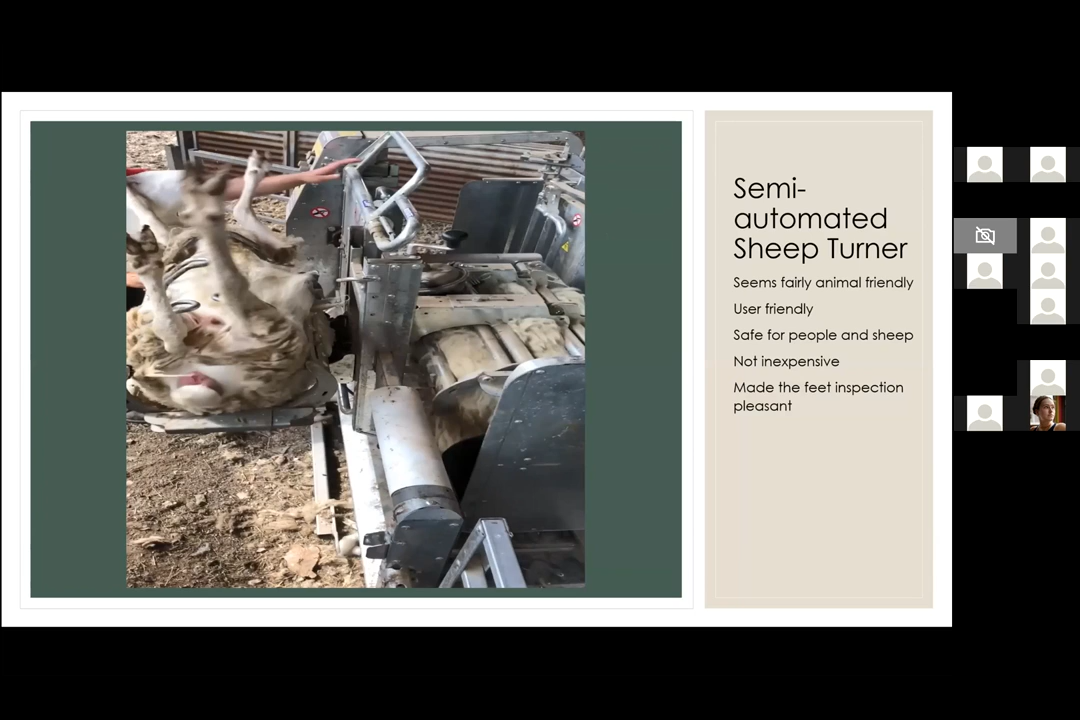 Semi-
automated
Sheep Turner
Seems fairly animal friendly
User friendly
Safe for people and sheep
Not inexpensive
Made the feet inspection
pleasant